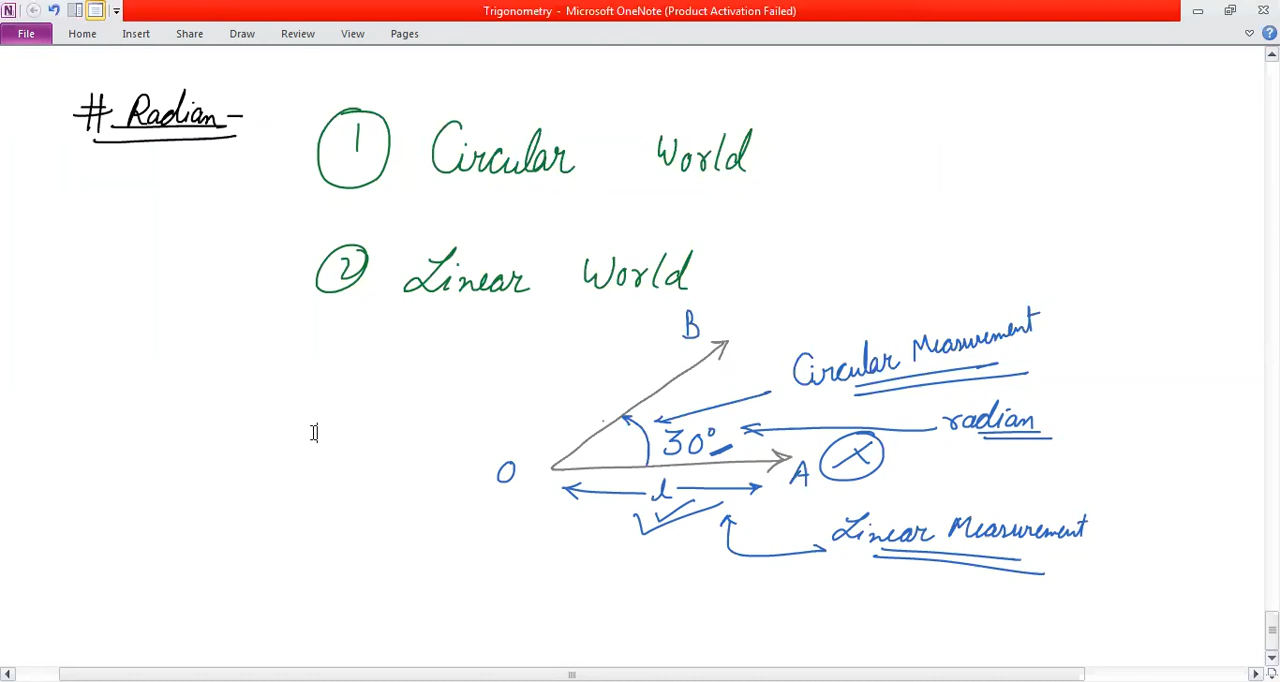 Trigonometry - Microsoft OneNote (Product Activation Failed)
File Home Insert Share Draw Review View Pages
# Radian -
1 Circular World
2 Linear World
B
Circular Measurement
30° radian
O A X
l
Linear Measurement